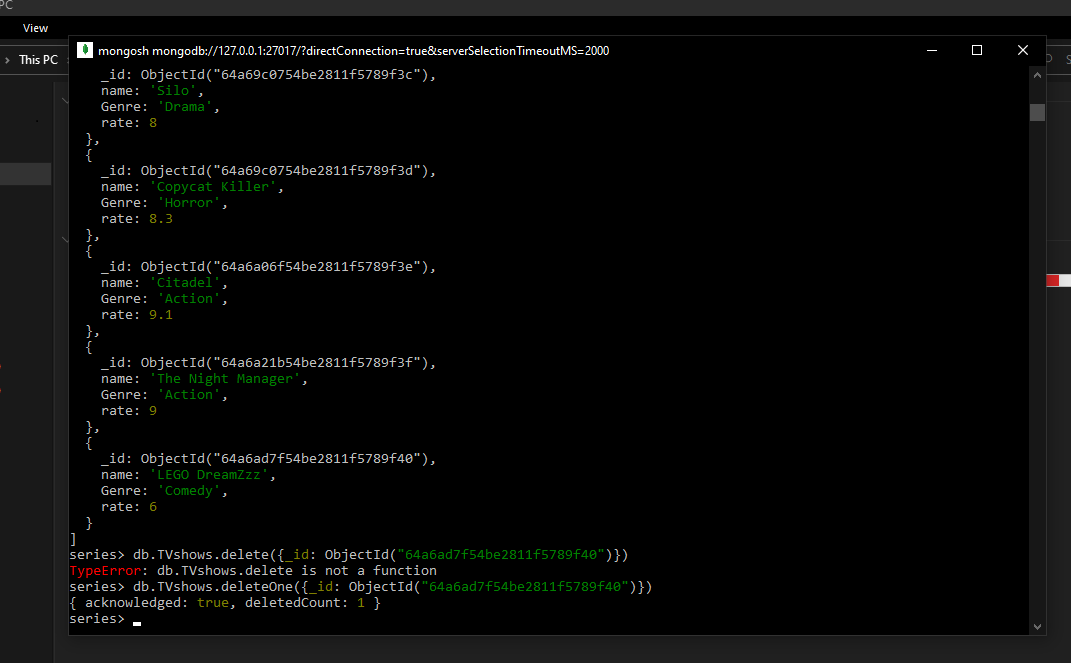 PC
View
mongosh mongodb://127.0.0.1:27017/?directConnection=true&serverSelectionTimeoutMS=2000
This PC
_id: ObjectId("64a69c0754be2811f5789f3c"),
name: 'Silo',
Genre: 'Drama',
rate: 8
},
{
_id: ObjectId("64a69c0754be2811f5789f3d"),
name: 'Copycat Killer',
Genre: 'Horror',
rate: 8.3
},
{
_id: ObjectId("64a6a06f54be2811f5789f3e"),
name: 'Citadel',
Genre: 'Action',
rate: 9.1
},
{
_id: ObjectId("64a6a21b54be2811f5789f3f"),
name: 'The Night Manager',
Genre: 'Action',
rate: 9
},
{
_id: ObjectId("64a6ad7f54be2811f5789f40"),
name: 'LEGO DreamZzz',
Genre: 'Comedy',
rate: 6
}
]
series> db.TVshows.delete({_id: ObjectId("64a6ad7f54be2811f5789f40")})
TypeError: db.TVshows.delete is not a function
series> db.TVshows.deleteOne({_id: ObjectId("64a6ad7f54be2811f5789f40")})
{ acknowledged: true, deletedCount: 1 }
series>